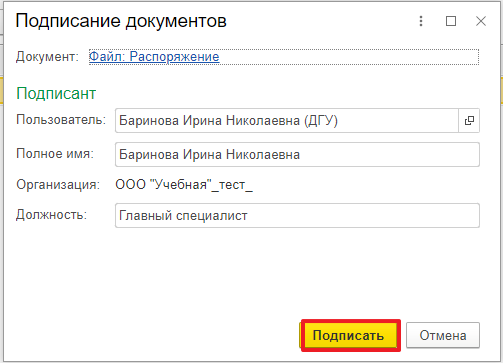 Подписание документов
Документ: Файл: Распоряжение
Подписант
Пользователь: Баринова Ирина Николаевна (ДГУ)
Полное имя: Баринова Ирина Николаевна
Организация: ООО "Учебная"_тест_
Должность: Главный специалист
Подписать Отмена